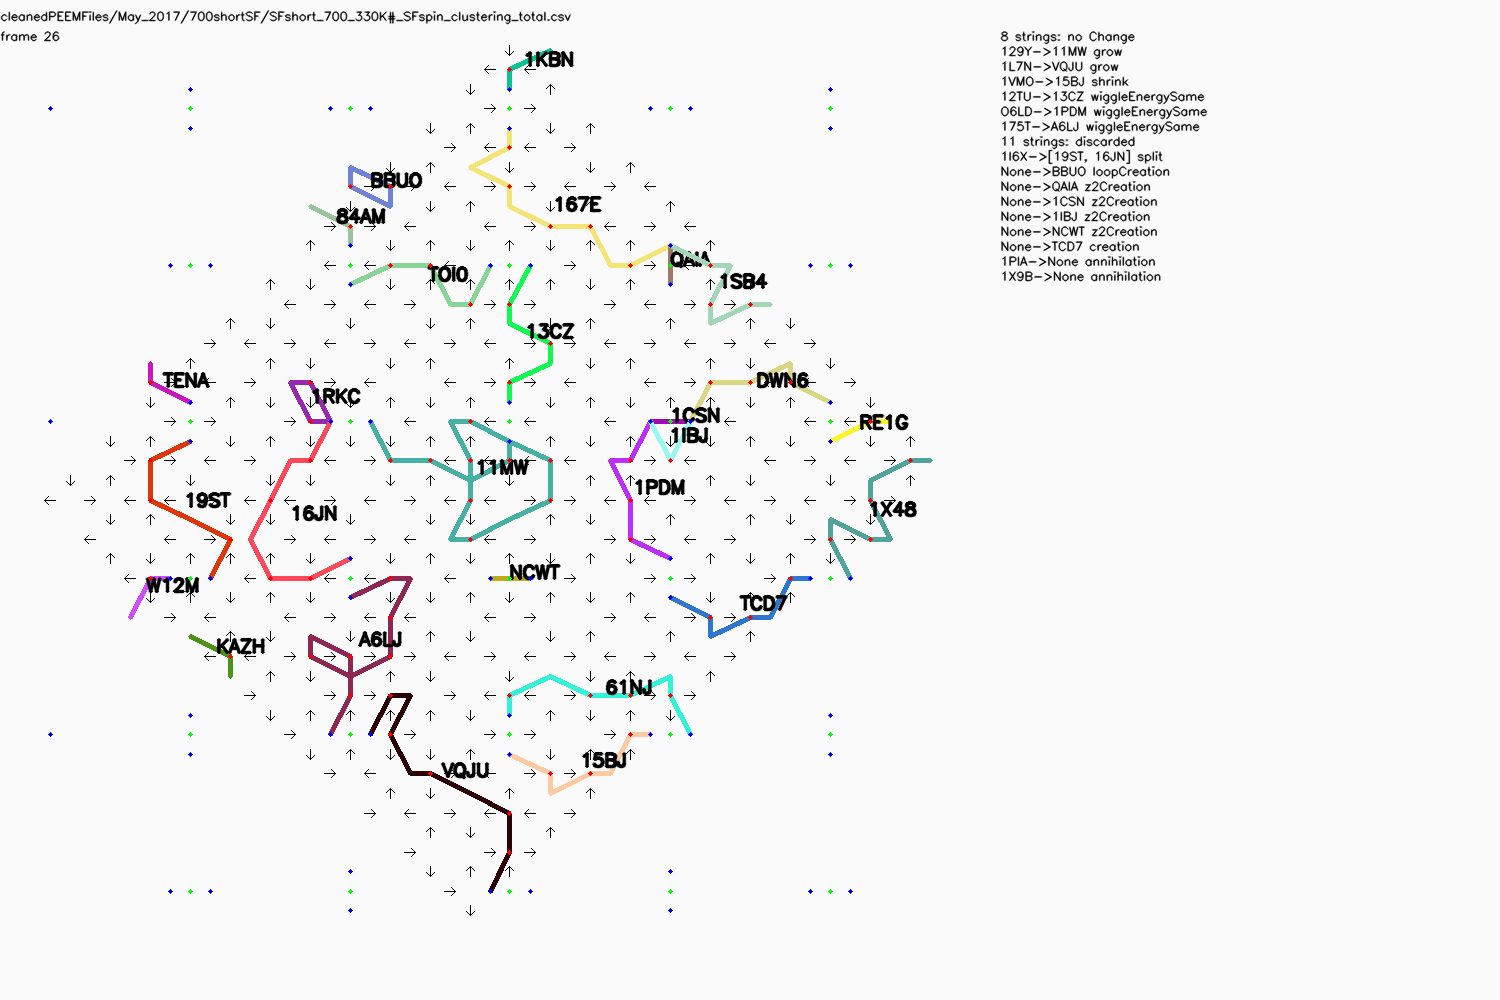 cleanedPEEMFiles/May_2017/700shortSF/SFshort_700_330K#_SFspin_clustering_total.csv
frame 26
8 strings: no Change
129Y->11MW grow
1L7N->VQJU grow
1VMO->15BJ shrink
12TU->13CZ wiggleEnergySame
O6LD->1PDM wiggleEnergySame
175T->A6LJ wiggleEnergySame
11 strings: discarded
1I6X->[19ST, 16JN] split
None->BBUO loopCreation
None->QAIA z2Creation
None->1CSN z2Creation
None->1IBJ z2Creation
None->NCWT z2Creation
None->TCD7 creation
1PIA->None annihilation
1X9B->None annihilation
1KBN
BBUO
167E
84AM
QAIA
TOIO
1SB4
13CZ
TENA
DWN6
1RKC
1CSN
RE1G
1IBJ
11MW
1PDM
19ST
16JN
1X48
NCWT
W12M
TCD7
A6LJ
KAZH
61NJ
15BJ
VQJU